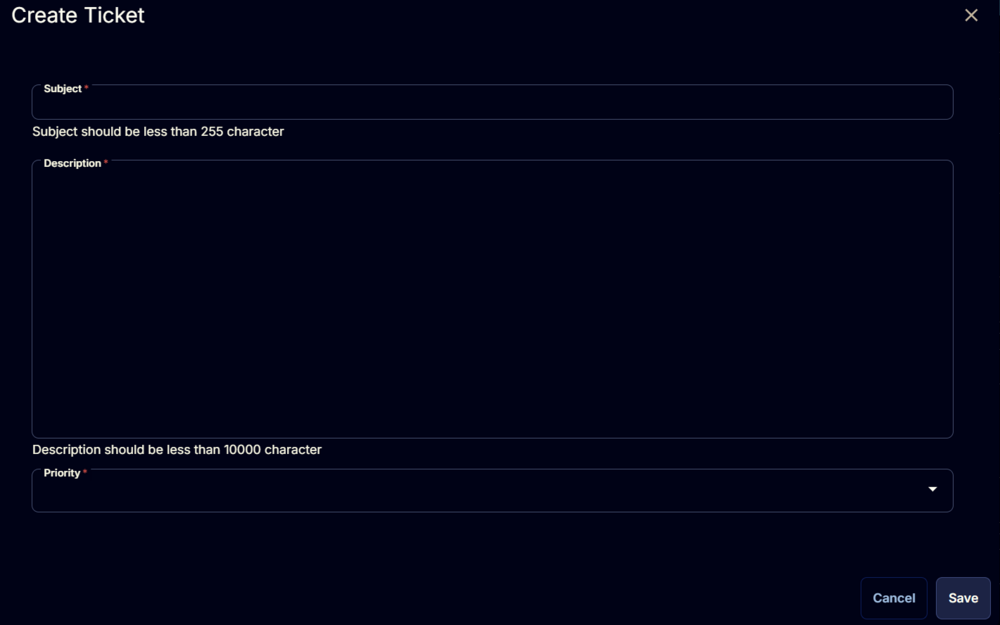 Create Ticket
Subject *
Subject should be less than 255 character
Description *
Description should be less than 10000 character
Priority *
Cancel
Save